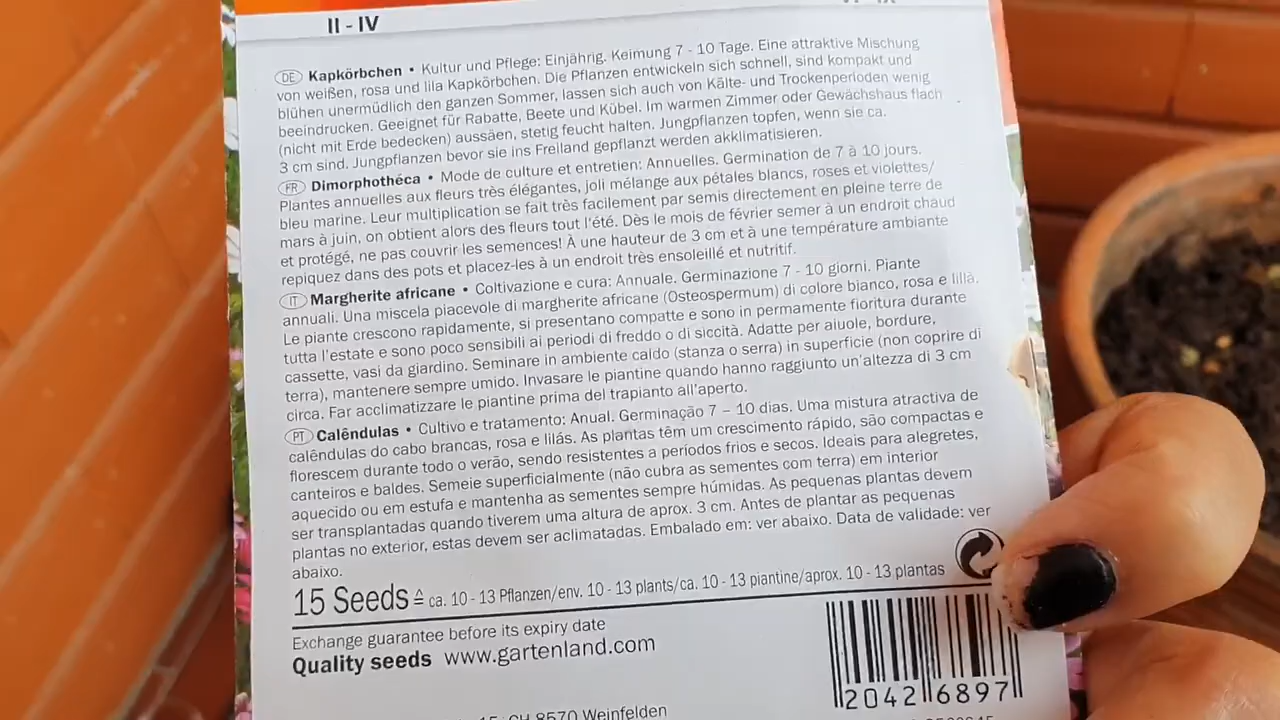 II - IV
DE Kapkörbchen • Kultur und Pflege: Einjährig. Keimung 7 - 10 Tage. Eine attraktive Mischung
von weißen, rosa und lila Kapkörbchen. Die Pflanzen entwickeln sich schnell, sind kompakt und
blühen unermüdlich den ganzen Sommer, lassen sich auch von Kälte- und Trockenperioden wenig
beeindrucken. Geeignet für Rabatte, Beete und Kübel. Im warmen Zimmer oder Gewächshaus flach
(nicht mit Erde bedecken) aussäen, stetig feucht halten. Jungpflanzen topfen, wenn sie ca.
3 cm sind. Jungpflanzen bevor sie ins Freiland gepflanzt werden akklimatisieren.
FR Dimorphothéca • Mode de culture et entretien: Annuelles. Germination de 7 à 10 jours.
Plantes annuelles aux fleurs très élégantes, joli mélange aux pétales blancs, roses et violettes/
bleu marine. Leur multiplication se fait très facilement par semis directement en pleine terre de
mars à juin, on obtient alors des fleurs tout l'été. Dès le mois de février semer à un endroit chaud
et protégé, ne pas couvrir les semences! À une hauteur de 3 cm et à une température ambiante
repiquez dans des pots et placez-les à un endroit très ensoleillé et nutritif.
IT Margherite africane • Coltivazione e cura: Annuale. Germinazione 7 - 10 giorni. Piante
annuali. Una miscela piacevole di margherite africane (Osteospermum) di colore bianco, rosa e lillà.
Le piante crescono rapidamente, si presentano compatte e sono in permanente fioritura durante
tutta l'estate e sono poco sensibili ai periodi di freddo o di siccità. Adatte per aiuole, bordure,
cassette, vasi da giardino. Seminare in ambiente caldo (stanza o serra) in superficie (non coprire di
terra), mantenere sempre umido. Invasare le piantine quando hanno raggiunto un'altezza di 3 cm
circa. Far acclimatizzare le piantine prima del trapianto all'aperto.
PT Calêndulas • Cultivo e tratamento: Anual. Germinação 7 – 10 dias. Uma mistura atractiva de
calêndulas do cabo brancas, rosa e lilás. As plantas têm um crescimento rápido, são compactas e
florescem durante todo o verão, sendo resistentes a períodos frios e secos. Ideais para alegretes,
canteiros e baldes. Semeie superficialmente (não cubra as sementes com terra) em interior
aquecido ou em estufa e mantenha as sementes sempre húmidas. As pequenas plantas devem
ser transplantadas quando tiverem uma altura de aprox. 3 cm. Antes de plantar as pequenas
plantas no exterior, estas devem ser aclimatadas. Embalado em: ver abaixo. Data de validade: ver
abaixo.
15 Seeds ≙ ca. 10 - 13 Pflanzen/env. 10 - 13 plants/ca. 10 - 13 piantine/aprox. 10 - 13 plantas
Exchange guarantee before its expiry date
Quality seeds www.gartenland.com
2042 6897
CH 8570 Weinfelden